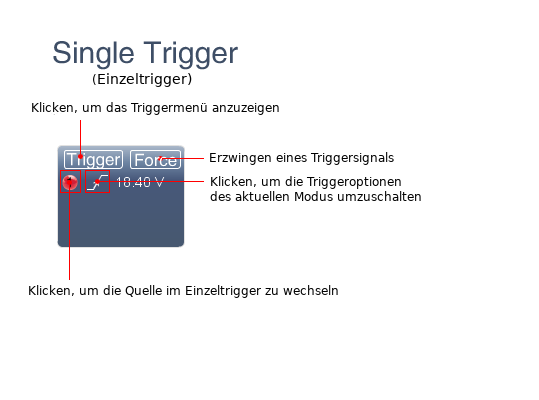 Single Trigger
(Einzeltrigger)
Klicken, um das Triggermenü anzuzeigen
Trigger Force
Erzwingen eines Triggersignals
18.40 V
Klicken, um die Triggeroptionen
des aktuellen Modus umzuschalten
Klicken, um die Quelle im Einzeltrigger zu wechseln